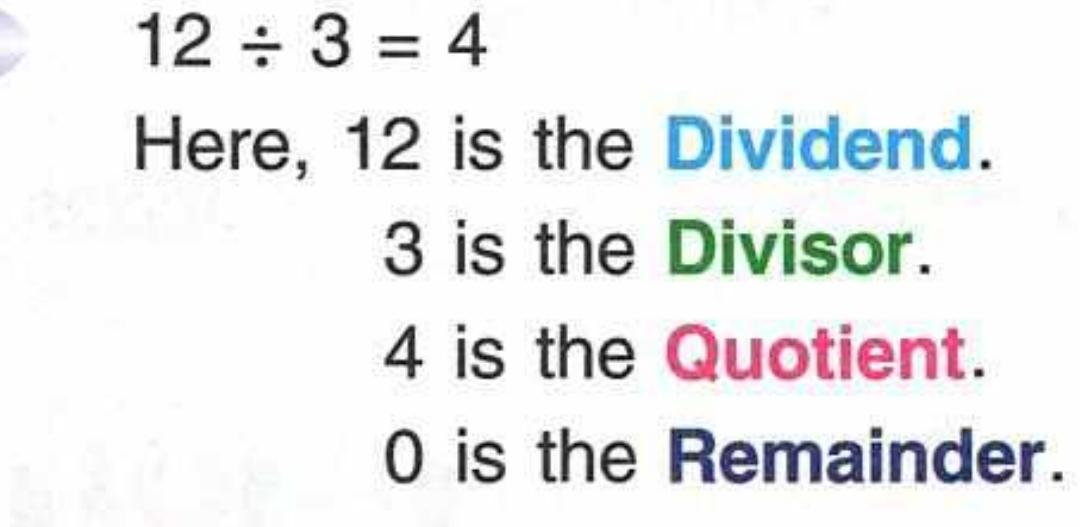 12 ÷ 3 = 4
Here, 12 is the Dividend.
3 is the Divisor.
4 is the Quotient.
0 is the Remainder.